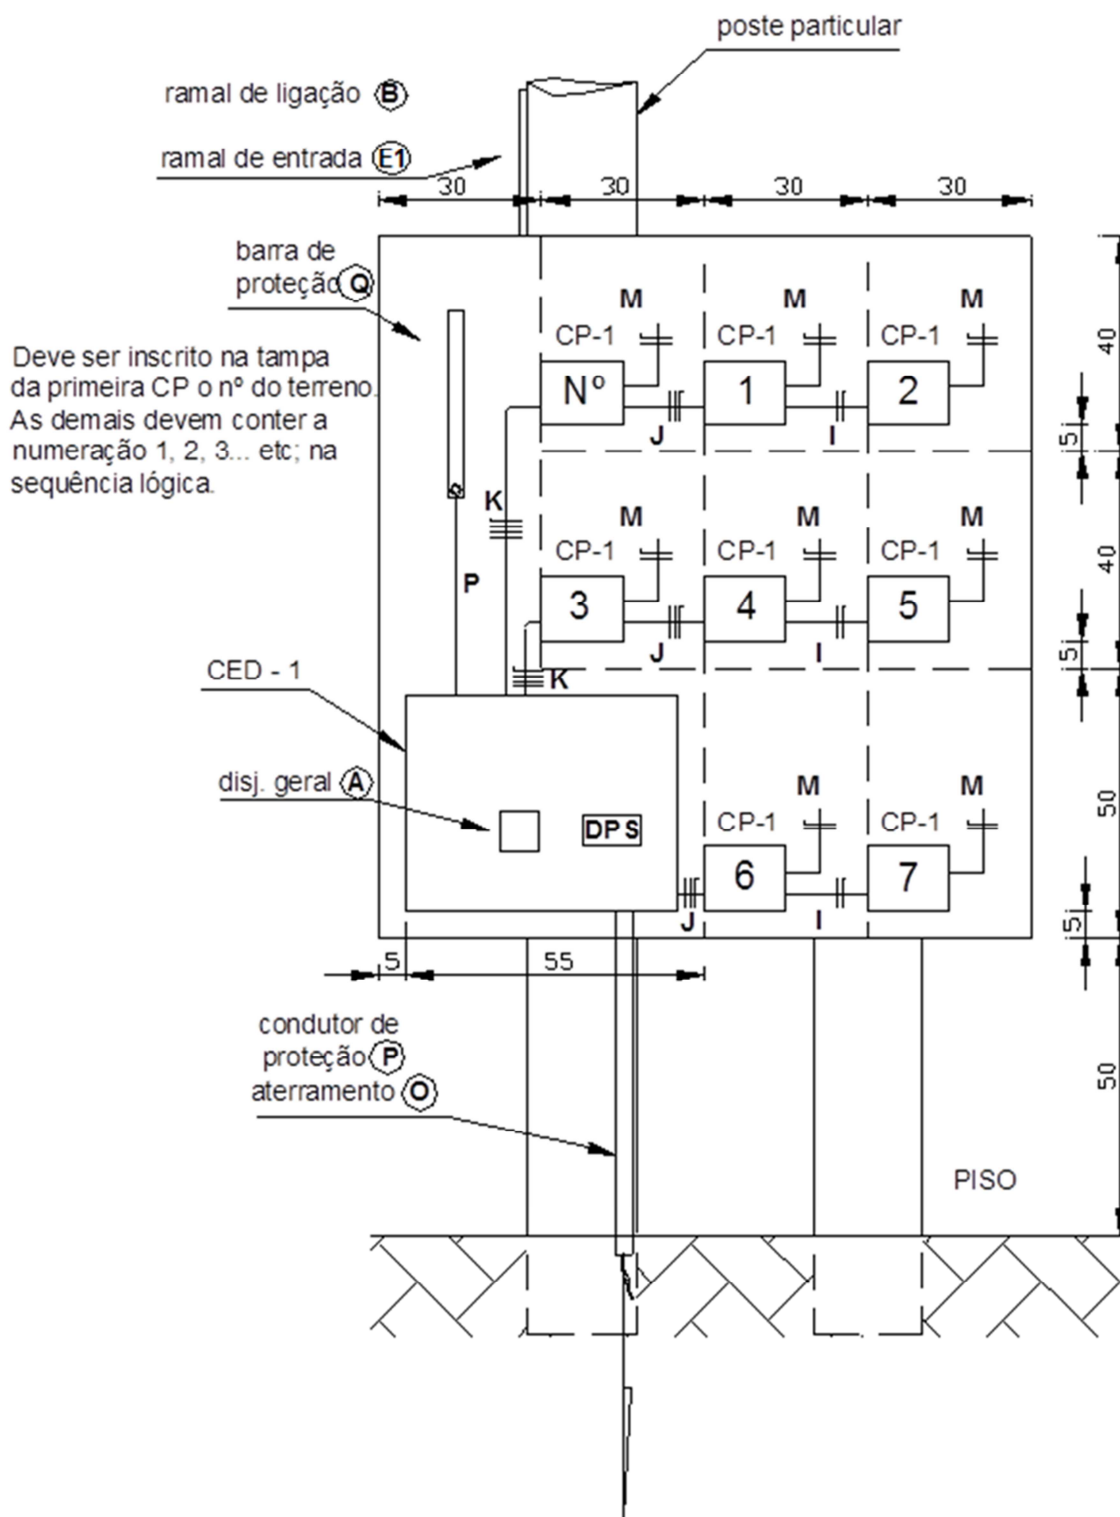 poste particular
ramal de ligação B
ramal de entrada E1
30 30 30 30
barra de
proteção Q
Deve ser inscrito na tampa
da primeira CP o nº do terreno.
As demais devem conter a
numeração 1, 2, 3... etc; na
sequência lógica.
M M M
CP-1 CP-1 CP-1
Nº 1 2
J I
40
5
K
M M M
CP-1 CP-1 CP-1
P
3 4 5
J I
40
5
K
CED - 1
disj. geral A
DPS
M M
CP-1 CP-1
6 7
J I
50
5
5 55
condutor de
proteção P
aterramento O
50
PISO